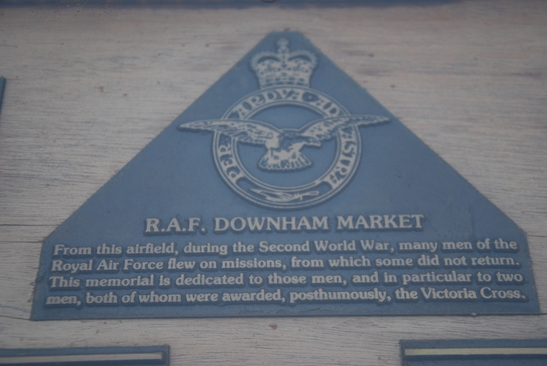 PER ARDVA AD ASTRA
R.A.F. DOWNHAM MARKET
From this airfield, during the Second World War, many men of the
Royal Air Force flew on missions, from which some did not return.
This memorial is dedicated to those men, and in particular to two
men, both of whom were awarded, posthumously, the Victoria Cross.